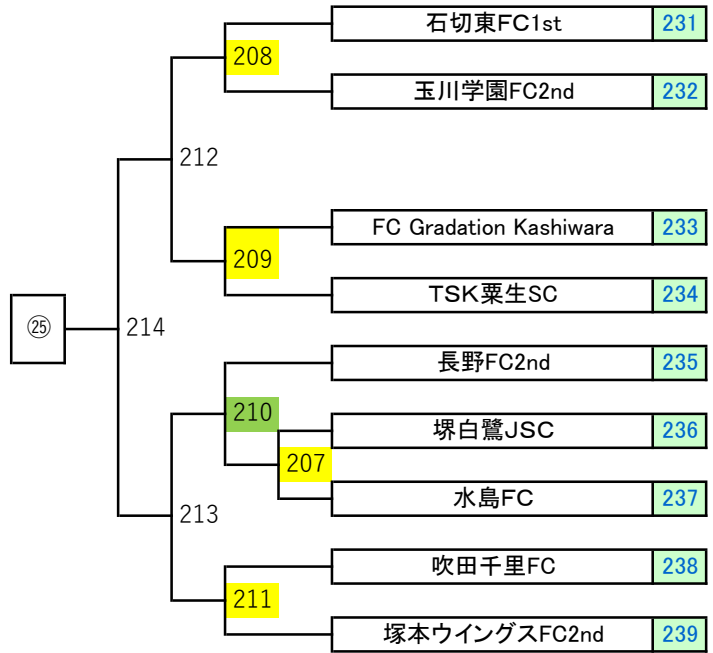 石切東FC1st 231
208
玉川学園FC2nd 232
212
FC Gradation Kashiwara 233
209
TSK粟生SC 234
㉕
214
長野FC2nd 235
210
堺白鷺JSC 236
207
水島FC 237
213
吹田千里FC 238
211
塚本ウイングスFC2nd 239